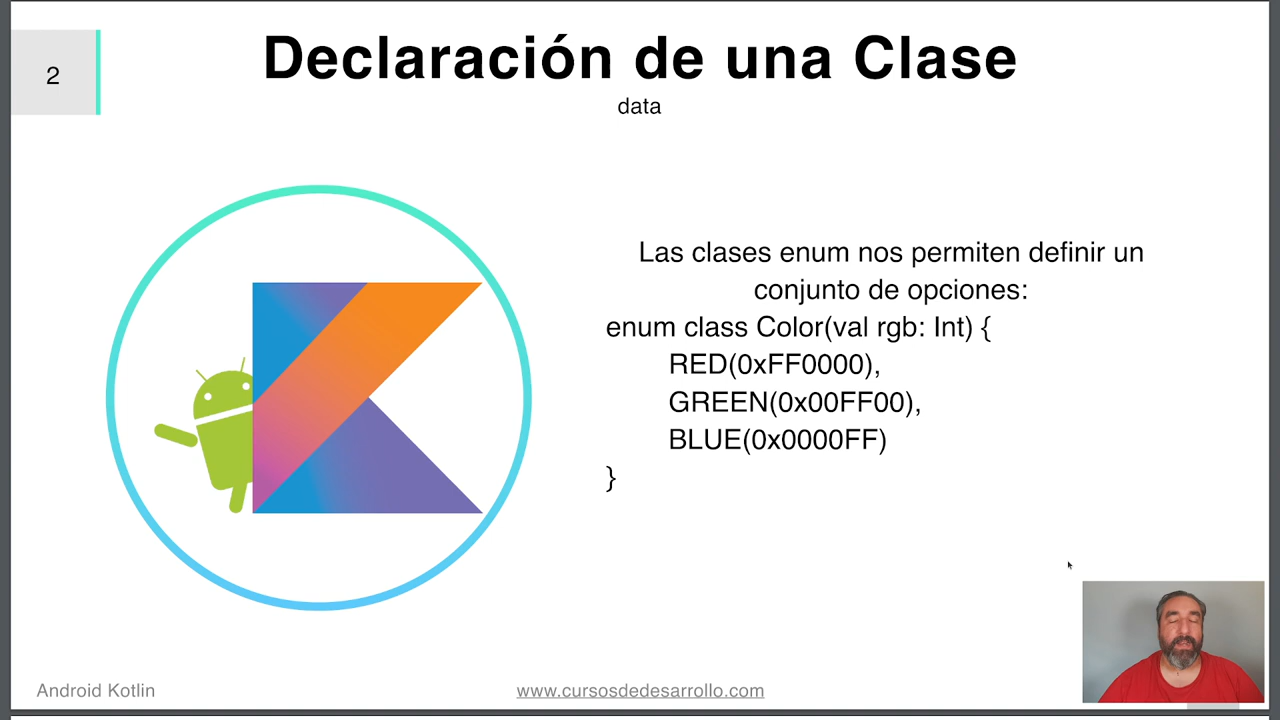 2
Declaración de una Clase
data
Las clases enum nos permiten definir un
conjunto de opciones:
enum class Color(val rgb: Int) {
RED(0xFF0000),
GREEN(0x00FF00),
BLUE(0x0000FF)
}
Android Kotlin
www.cursosdedesarrollo.com